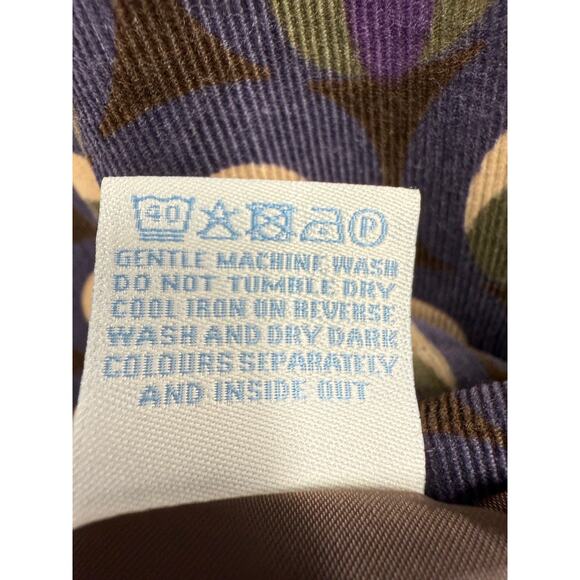 40 P
GENTLE MACHINE WASH
DO NOT TUMBLE DRY
COOL IRON ON REVERSE
WASH AND DRY DARK
COLOURS SEPARATELY
AND INSIDE OUT